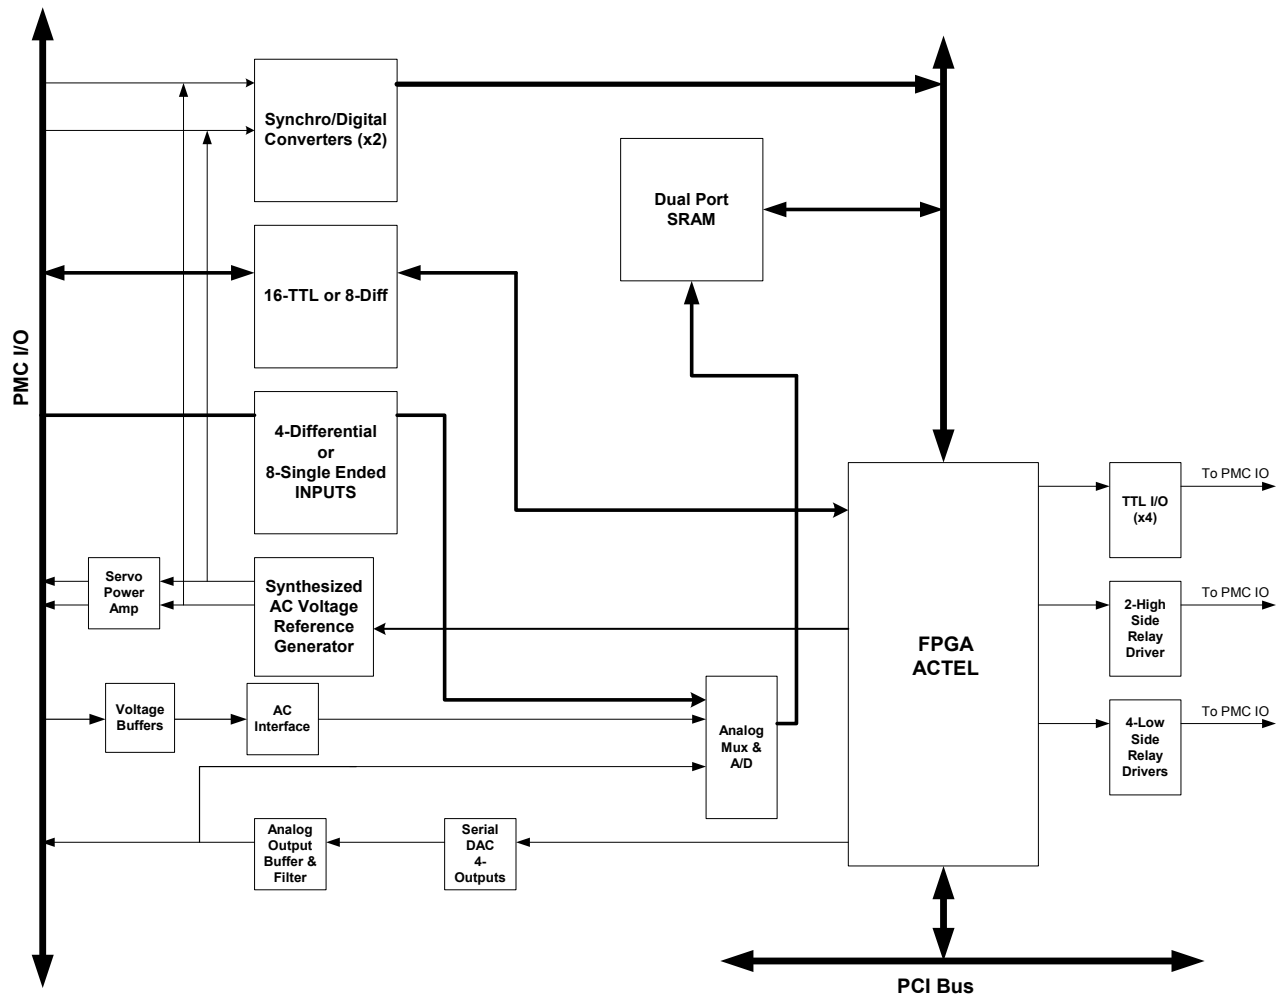 Synchro/Digital
Converters (x2)
Dual Port
SRAM
16-TTL or 8-Diff
PMC I/O
4-Differential
or
8-Single Ended
INPUTS
To PMC IO
TTL I/O
(x4)
Servo
Power
Amp
Synthesized
AC Voltage
Reference
Generator
FPGA
ACTEL
To PMC IO
2-High
Side
Relay
Driver
Voltage
Buffers
AC
Interface
Analog
Mux &
A/D
To PMC IO
4-Low
Side
Relay
Drivers
Analog
Output
Buffer &
Filter
Serial
DAC
4-
Outputs
PCI Bus